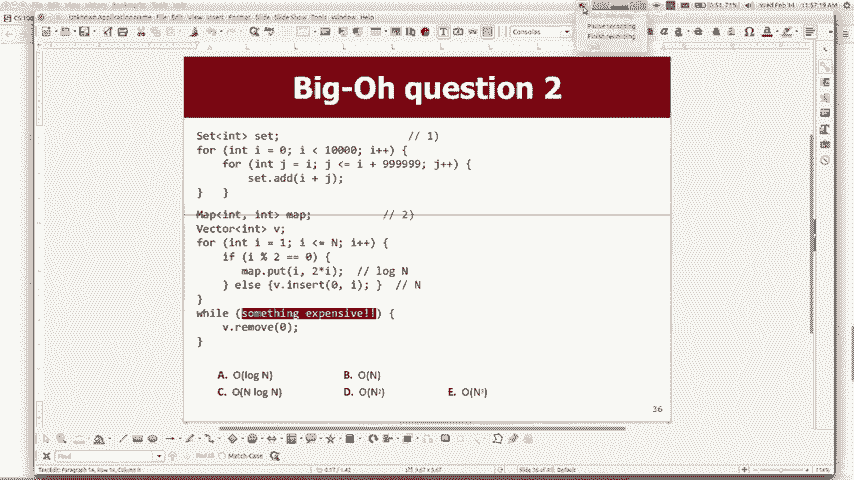 Unknown Application name File Edit View Insert Format Slide Slide Show Tools Window Help
Wed Feb 14 11:57:19 AM
Pause recording
Finish recording
Consolas
Big-Oh question 2
Set<int> set; // 1)
for (int i = 0; i < 10000; i++) {
for (int j = i; j <= i + 999999; j++) {
set.add(i + j);
} }
Map<int, int> map; // 2)
Vector<int> v;
for (int i = 1; i <= N; i++) {
if (i % 2 == 0) {
map.put(i, 2*i); // log N
} else {v.insert(0, i); } // N
}
while (something expensive!!) {
v.remove(0);
}
A. O(log N) B. O(N)
C. O(N log N) D. O(N²) E. O(N³)
36
Find
Find All
Match Case
Slide 36 of
Default